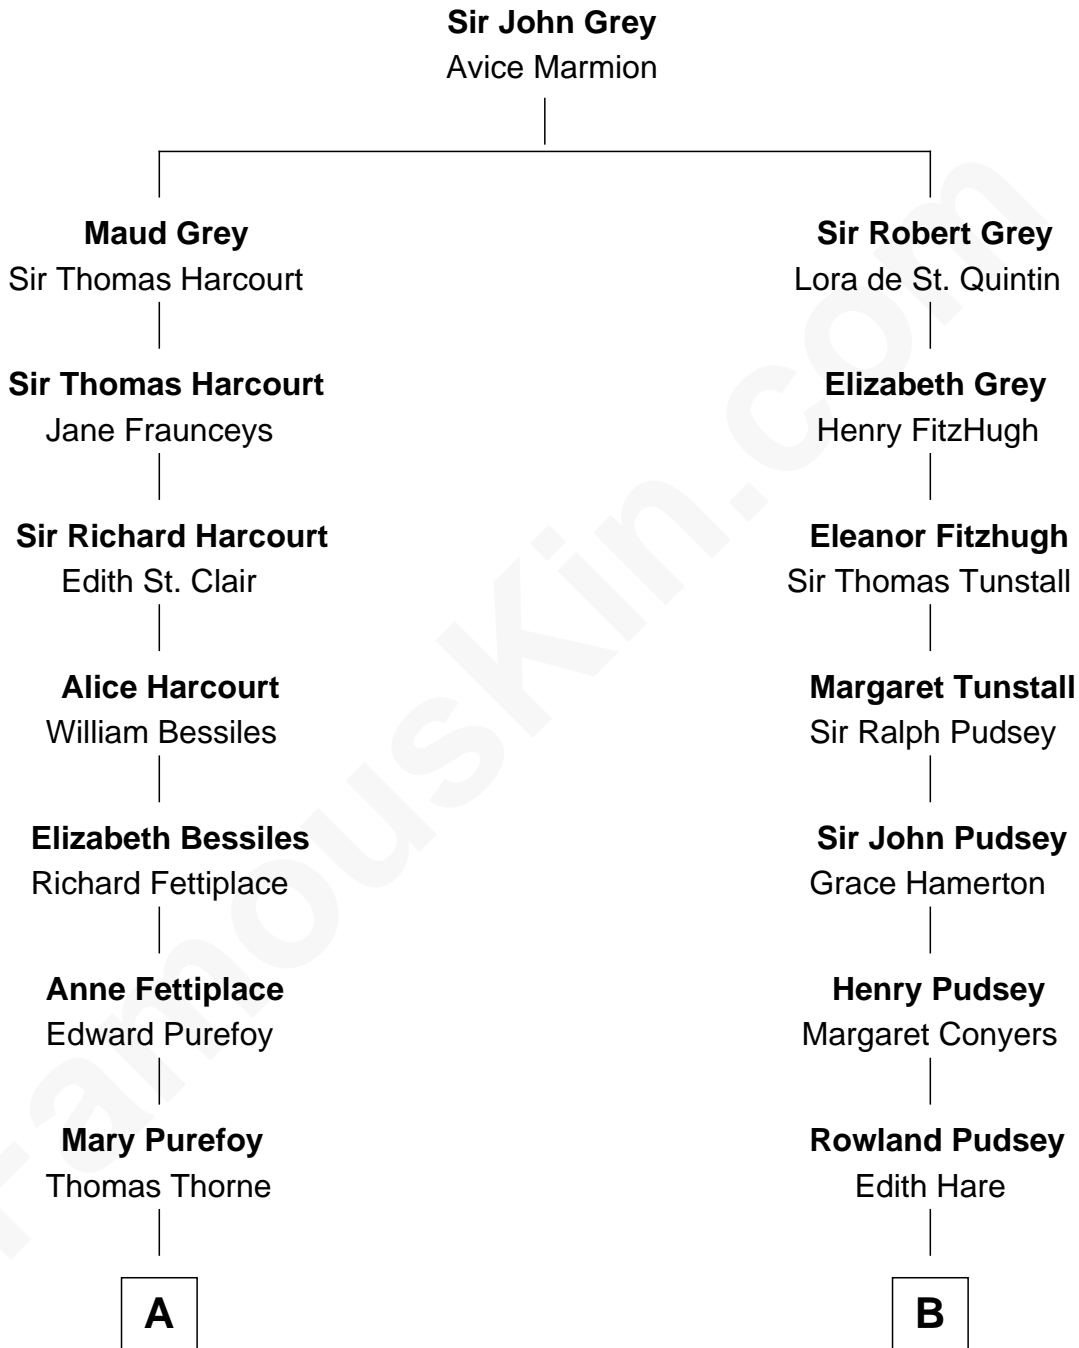 Sir John Grey
Avice Marmion
Maud Grey
Sir Thomas Harcourt
Sir Robert Grey
Lora de St. Quintin
Sir Thomas Harcourt
Jane Fraunceys
Elizabeth Grey
Henry FitzHugh
Sir Richard Harcourt
Edith St. Clair
Eleanor Fitzhugh
Sir Thomas Tunstall
Alice Harcourt
William Bessiles
Margaret Tunstall
Sir Ralph Pudsey
Elizabeth Bessiles
Richard Fettiplace
Sir John Pudsey
Grace Hamerton
Anne Fettiplace
Edward Purefoy
Henry Pudsey
Margaret Conyers
Mary Purefoy
Thomas Thorne
Rowland Pudsey
Edith Hare
A
B
FamousKin.com